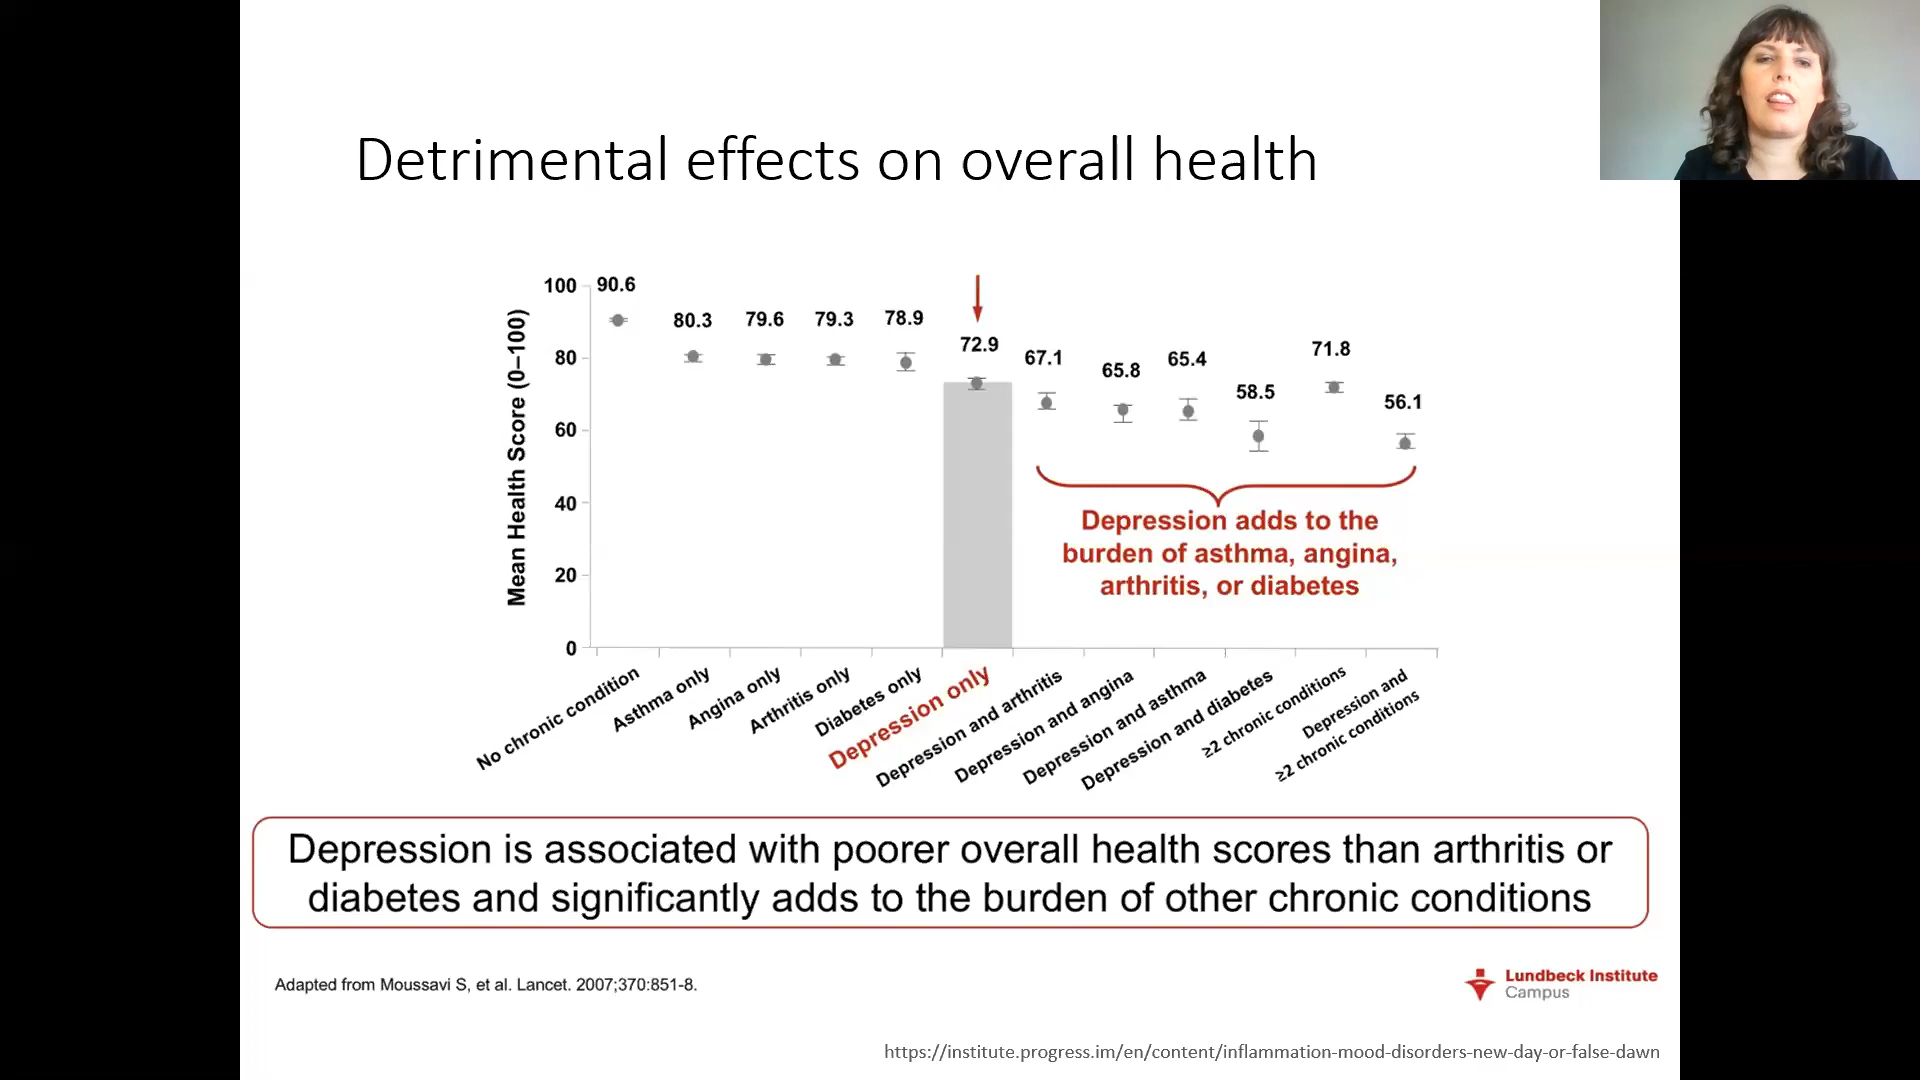 Detrimental effects on overall health
Mean Health Score (0–100)
100
80
60
40
20
0
90.6
80.3
79.6
79.3
78.9
72.9
67.1
65.8
65.4
58.5
71.8
56.1
Depression adds to the
burden of asthma, angina,
arthritis, or diabetes
No chronic condition
Asthma only
Angina only
Arthritis only
Diabetes only
Depression only
Depression and arthritis
Depression and angina
Depression and asthma
Depression and diabetes
≥2 chronic conditions
Depression and
≥2 chronic conditions
Depression is associated with poorer overall health scores than arthritis or
diabetes and significantly adds to the burden of other chronic conditions
Adapted from Moussavi S, et al. Lancet. 2007;370:851-8.
Lundbeck Institute
Campus
https://institute.progress.im/en/content/inflammation-mood-disorders-new-day-or-false-dawn